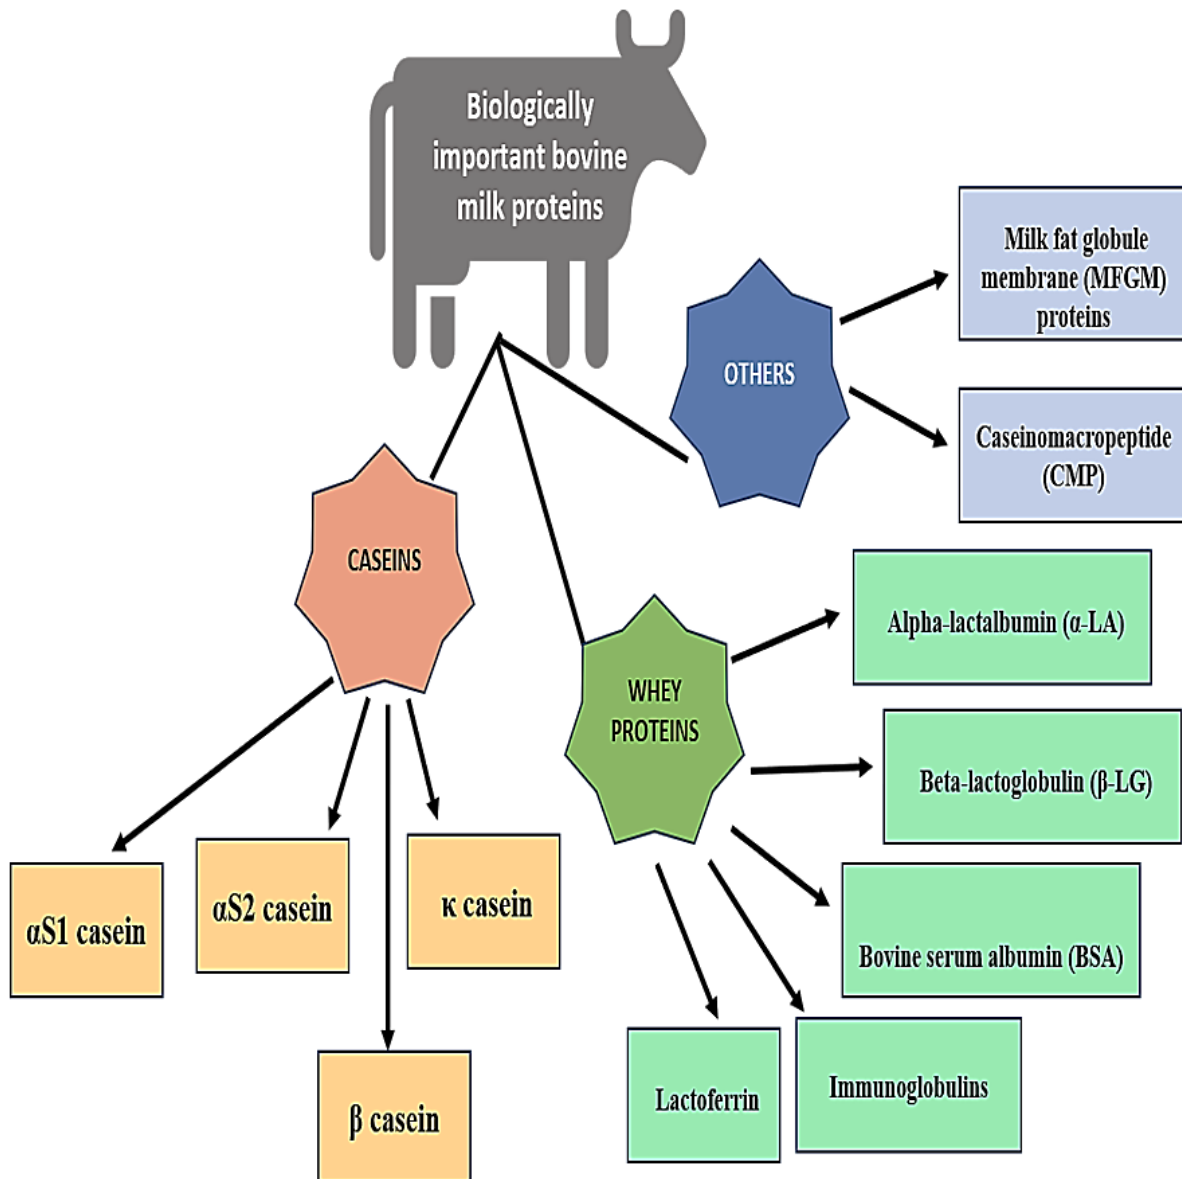 Biologically
important bovine
milk proteins
OTHERS
Milk fat globule
membrane (MFGM)
proteins
Caseinomacropeptide
(CMP)
CASEINS
αS1 casein
αS2 casein
κ casein
β casein
WHEY
PROTEINS
Alpha-lactalbumin (α-LA)
Beta-lactoglobulin (β-LG)
Bovine serum albumin (BSA)
Immunoglobulins
Lactoferrin